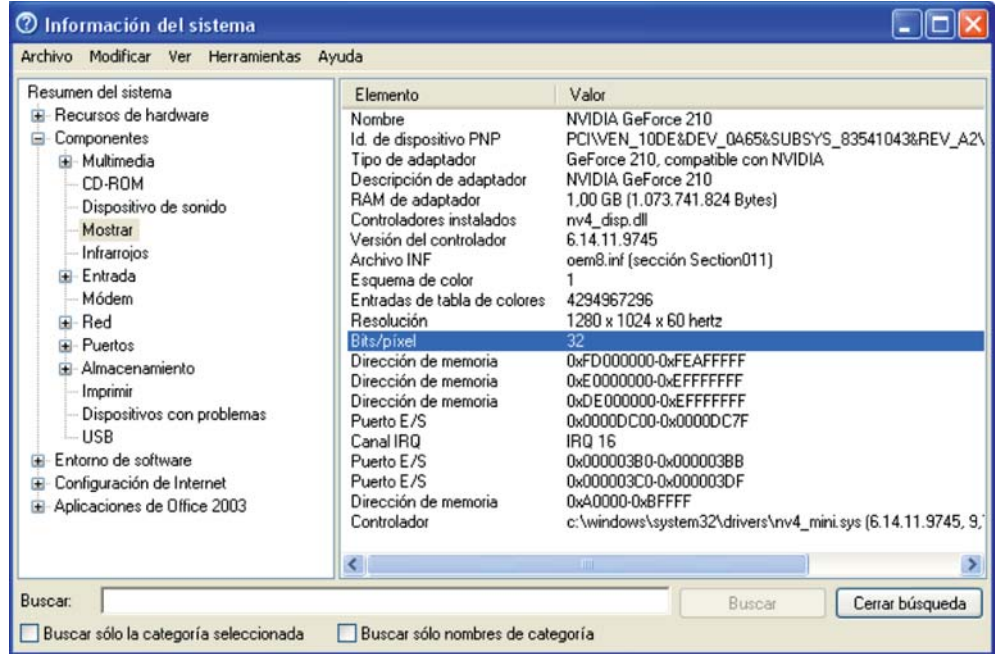 Información del sistema
Archivo Modificar Ver Herramientas Ayuda
Resumen del sistema
Recursos de hardware
Componentes
Multimedia
CD-ROM
Dispositivo de sonido
Mostrar
Infrarrojos
Entrada
Módem
Red
Puertos
Almacenamiento
Imprimir
Dispositivos con problemas
USB
Entorno de software
Configuración de Internet
Aplicaciones de Office 2003
Elemento Valor
Nombre NVIDIA GeForce 210
Id. de dispositivo PNP PCI\VEN_10DE&DEV_0A65&SUBSYS_83541043&REV_A2\
Tipo de adaptador GeForce 210, compatible con NVIDIA
Descripción de adaptador NVIDIA GeForce 210
RAM de adaptador 1,00 GB (1.073.741.824 Bytes)
Controladores instalados nv4_disp.dll
Versión del controlador 6.14.11.9745
Archivo INF oem8.inf (sección Section011)
Esquema de color 1
Entradas de tabla de colores 4294967296
Resolución 1280 x 1024 x 60 hertz
Bits/píxel 32
Dirección de memoria 0xFD000000-0xFEAFFFFF
Dirección de memoria 0xE0000000-0xEFFFFFFF
Dirección de memoria 0xDE000000-0xEFFFFFFF
Puerto E/S 0x0000DC00-0x0000DC7F
Canal IRQ IRQ 16
Puerto E/S 0x000003B0-0x000003BB
Puerto E/S 0x000003C0-0x000003DF
Dirección de memoria 0xA0000-0xBFFFF
Controlador c:\windows\system32\drivers\nv4_mini.sys (6.14.11.9745, 9,
Buscar: Buscar Cerrar búsqueda
Buscar sólo la categoría seleccionada Buscar sólo nombres de categoría